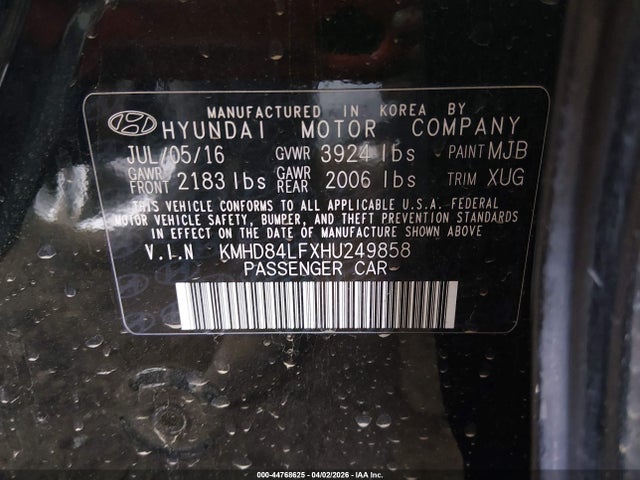 MANUFACTURED IN KOREA BY
HYUNDAI MOTOR COMPANY
JUL/05/16 GVWR 3924 lbs PAINT MJB
GAWR FRONT 2183 lbs GAWR REAR 2006 lbs TRIM XUG
THIS VEHICLE CONFORMS TO ALL APPLICABLE U.S.A. FEDERAL
MOTOR VEHICLE SAFETY, BUMPER, AND THEFT PREVENTION STANDARDS
IN EFFECT ON THE DATE OF MANUFACTURE SHOWN ABOVE
V.I.N KMHD84LFXHU249858
PASSENGER CAR
000-44768625 - 04/02/2026 - IAA Inc.